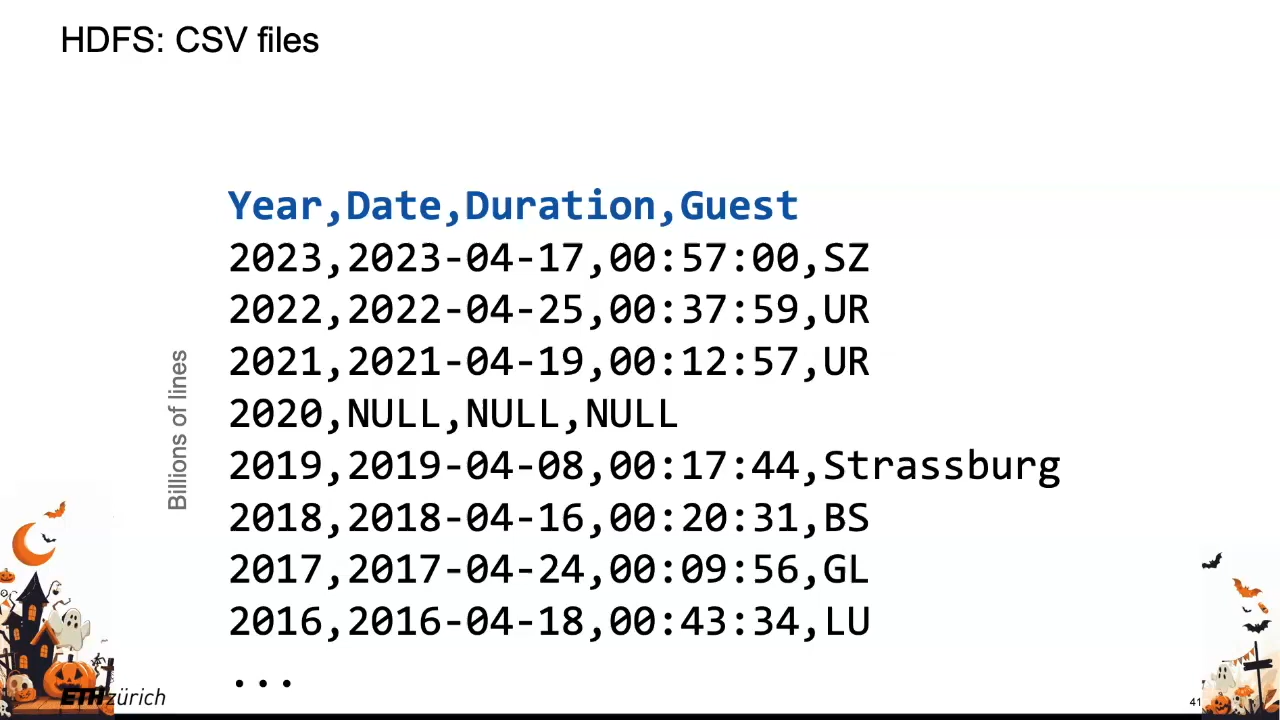 HDFS: CSV files
Year,Date,Duration,Guest
2023,2023-04-17,00:57:00,SZ
2022,2022-04-25,00:37:59,UR
2021,2021-04-19,00:12:57,UR
2020,NULL,NULL,NULL
2019,2019-04-08,00:17:44,Strassburg
2018,2018-04-16,00:20:31,BS
2017,2017-04-24,00:09:56,GL
2016,2016-04-18,00:43:34,LU
...
Billions of lines
ETH zürich
41